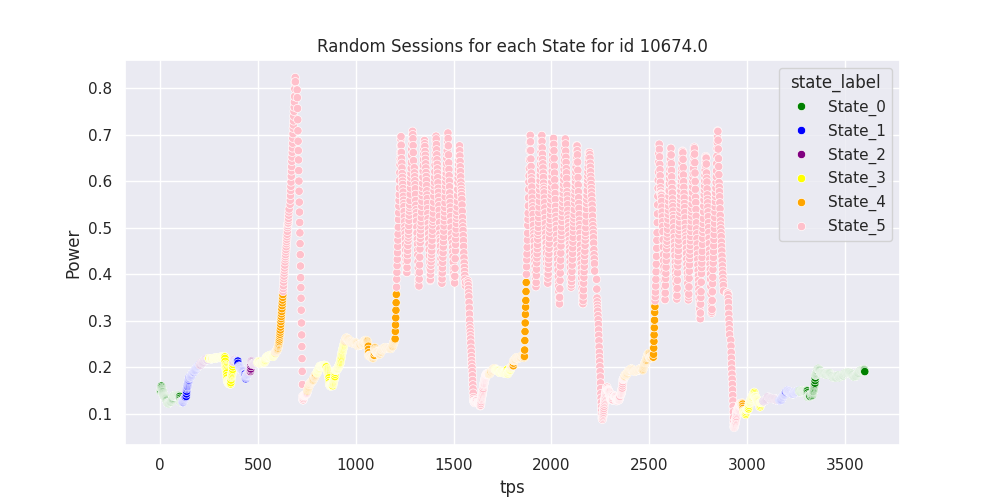 Random Sessions for each State for id 10674.0
state_label
State_0
State_1
State_2
State_3
State_4
State_5
Power
0.8
0.7
0.6
0.5
0.4
0.3
0.2
0.1
0 500 1000 1500 2000 2500 3000 3500
tps